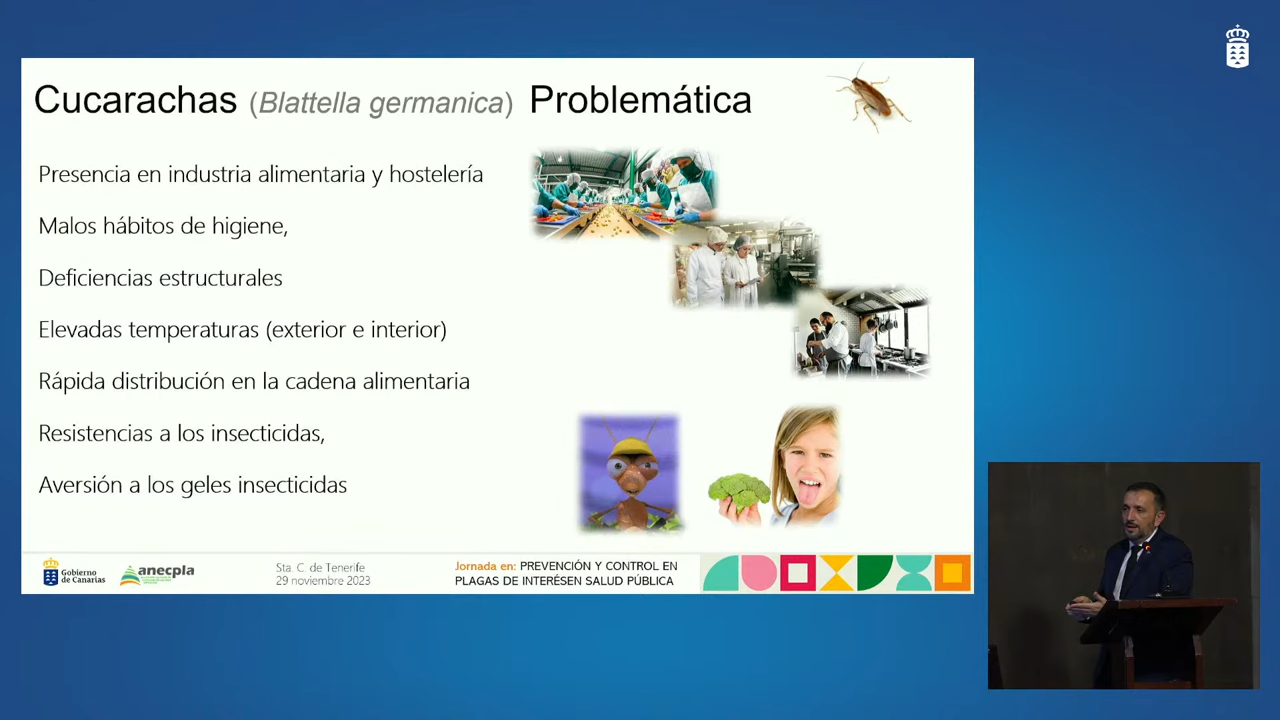 Cucarachas (Blattella germanica) Problemática
Presencia en industria alimentaria y hostelería
Malos hábitos de higiene,
Deficiencias estructurales
Elevadas temperaturas (exterior e interior)
Rápida distribución en la cadena alimentaria
Resistencias a los insecticidas,
Aversión a los geles insecticidas
Gobierno
de Canarias
anecpla
Sta C de Tenerife
29 noviembre 2023
Jornada en: PREVENCIÓN Y CONTROL EN
PLAGAS DE INTERÉSEN SALUD PÚBLICA